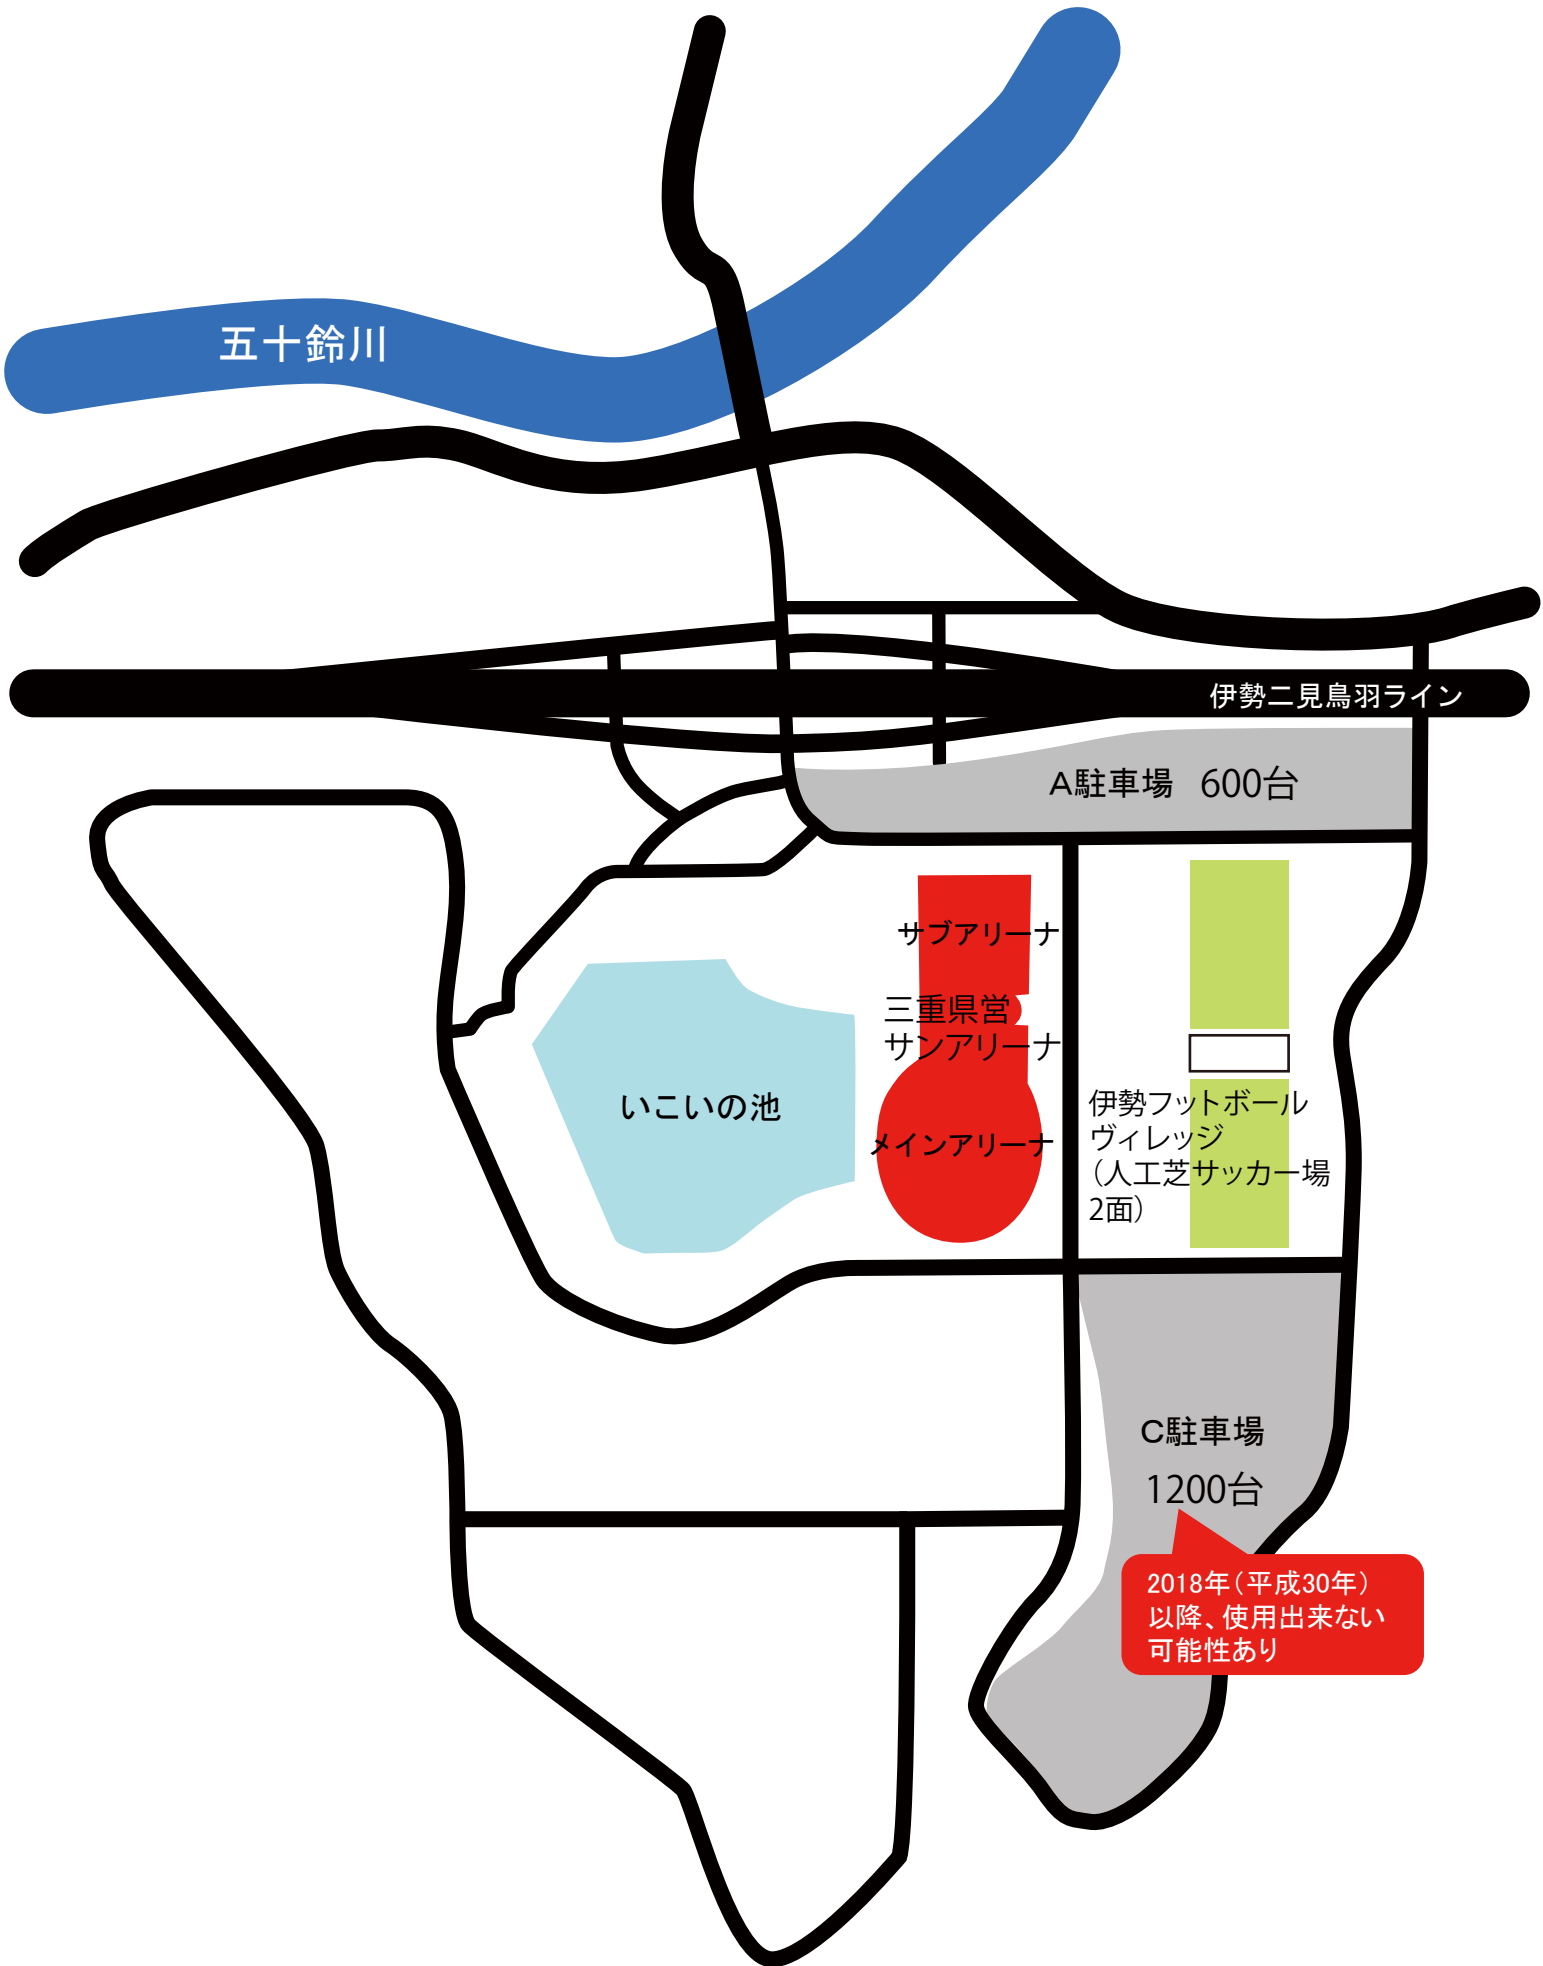 五十鈴川
伊勢二見鳥羽ライン
A駐車場 600台
サブアリーナ
三重県営
サンアリーナ
いこいの池
メインアリーナ
伊勢フットボール
ヴィレッジ
（人工芝サッカー場
2面）
C駐車場
1200台
2018年（平成30年）
以降、使用出来ない
可能性あり